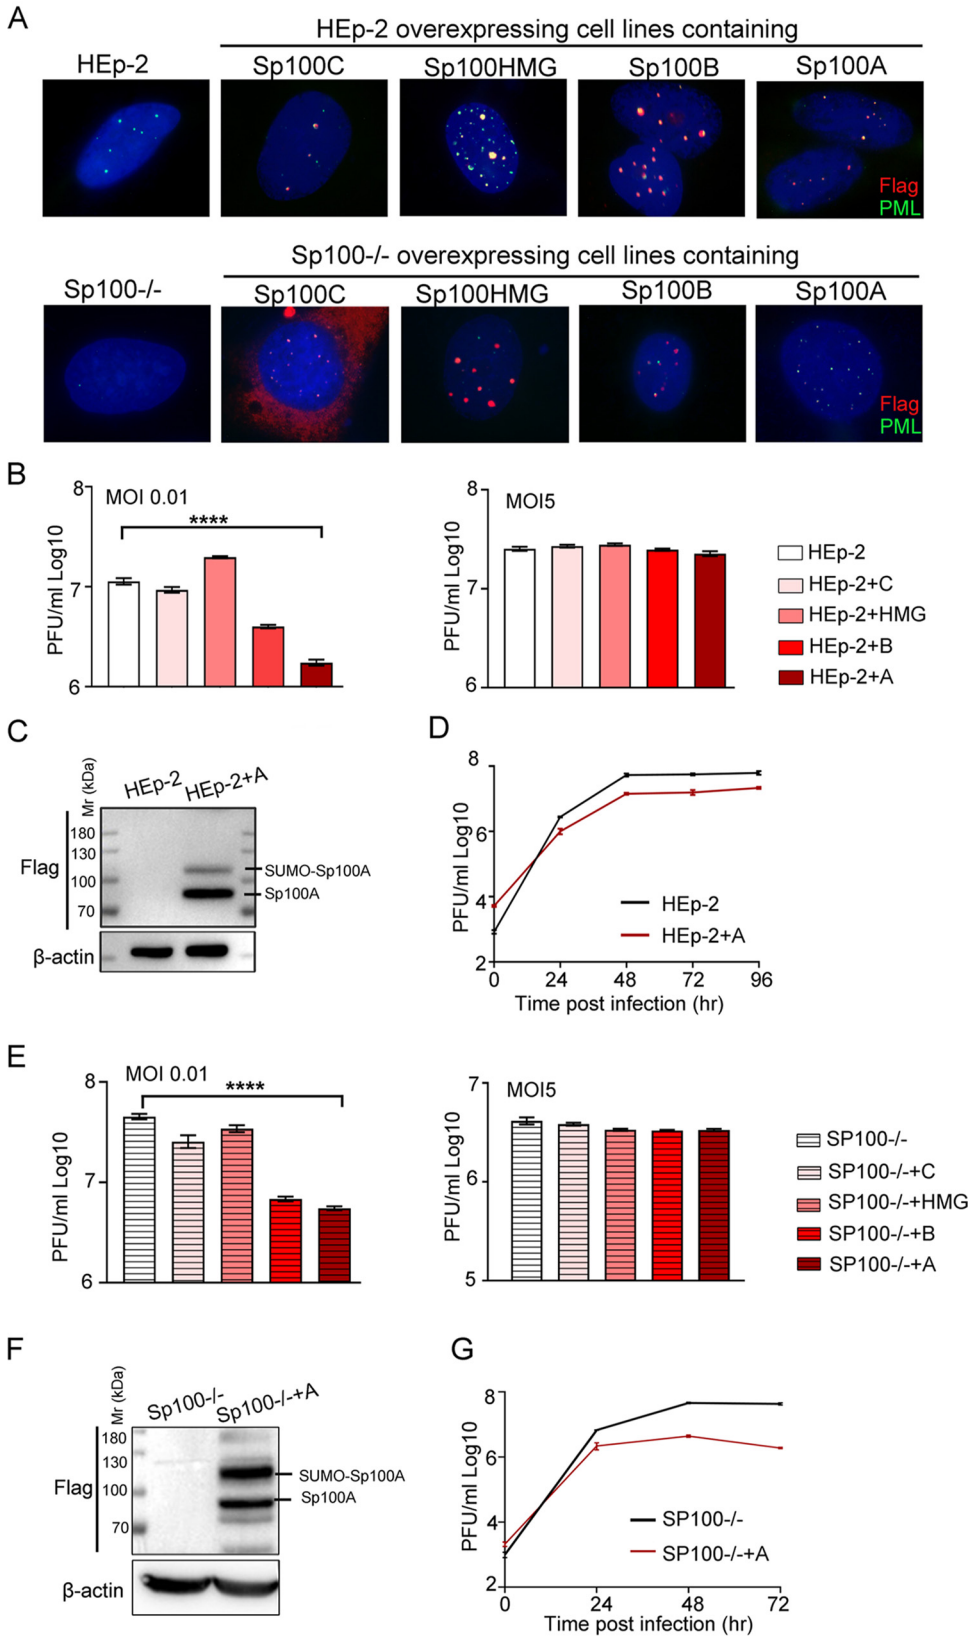 A
HEp-2 overexpressing cell lines containing
HEp-2
Sp100C
Sp100HMG
Sp100B
Sp100A
Flag
PML
Sp100-/- overexpressing cell lines containing
Sp100-/-
Sp100C
Sp100HMG
Sp100B
Sp100A
Flag
PML
B
8
7
6
PFU/ml Log10
MOI 0.01
****
8
7
6
PFU/ml Log10
MOI5
HEp-2
HEp-2+C
HEp-2+HMG
HEp-2+B
HEp-2+A
C
Mr (kDa)
HEp-2
HEp-2+A
180
130
100
70
Flag
SUMO-Sp100A
Sp100A
β-actin
D
8
6
4
2
PFU/ml Log10
HEp-2
HEp-2+A
0
24
48
72
96
Time post infection (hr)
E
8
7
6
PFU/ml Log10
MOI 0.01
****
7
6
5
PFU/ml Log10
MOI5
SP100-/-
SP100-/-+C
SP100-/-+HMG
SP100-/-+B
SP100-/-+A
F
Mr (kDa)
Sp100-/-
Sp100-/-+A
180
130
100
70
Flag
SUMO-Sp100A
Sp100A
β-actin
G
8
6
4
2
PFU/ml Log10
SP100-/-
SP100-/-+A
0
24
48
72
Time post infection (hr)